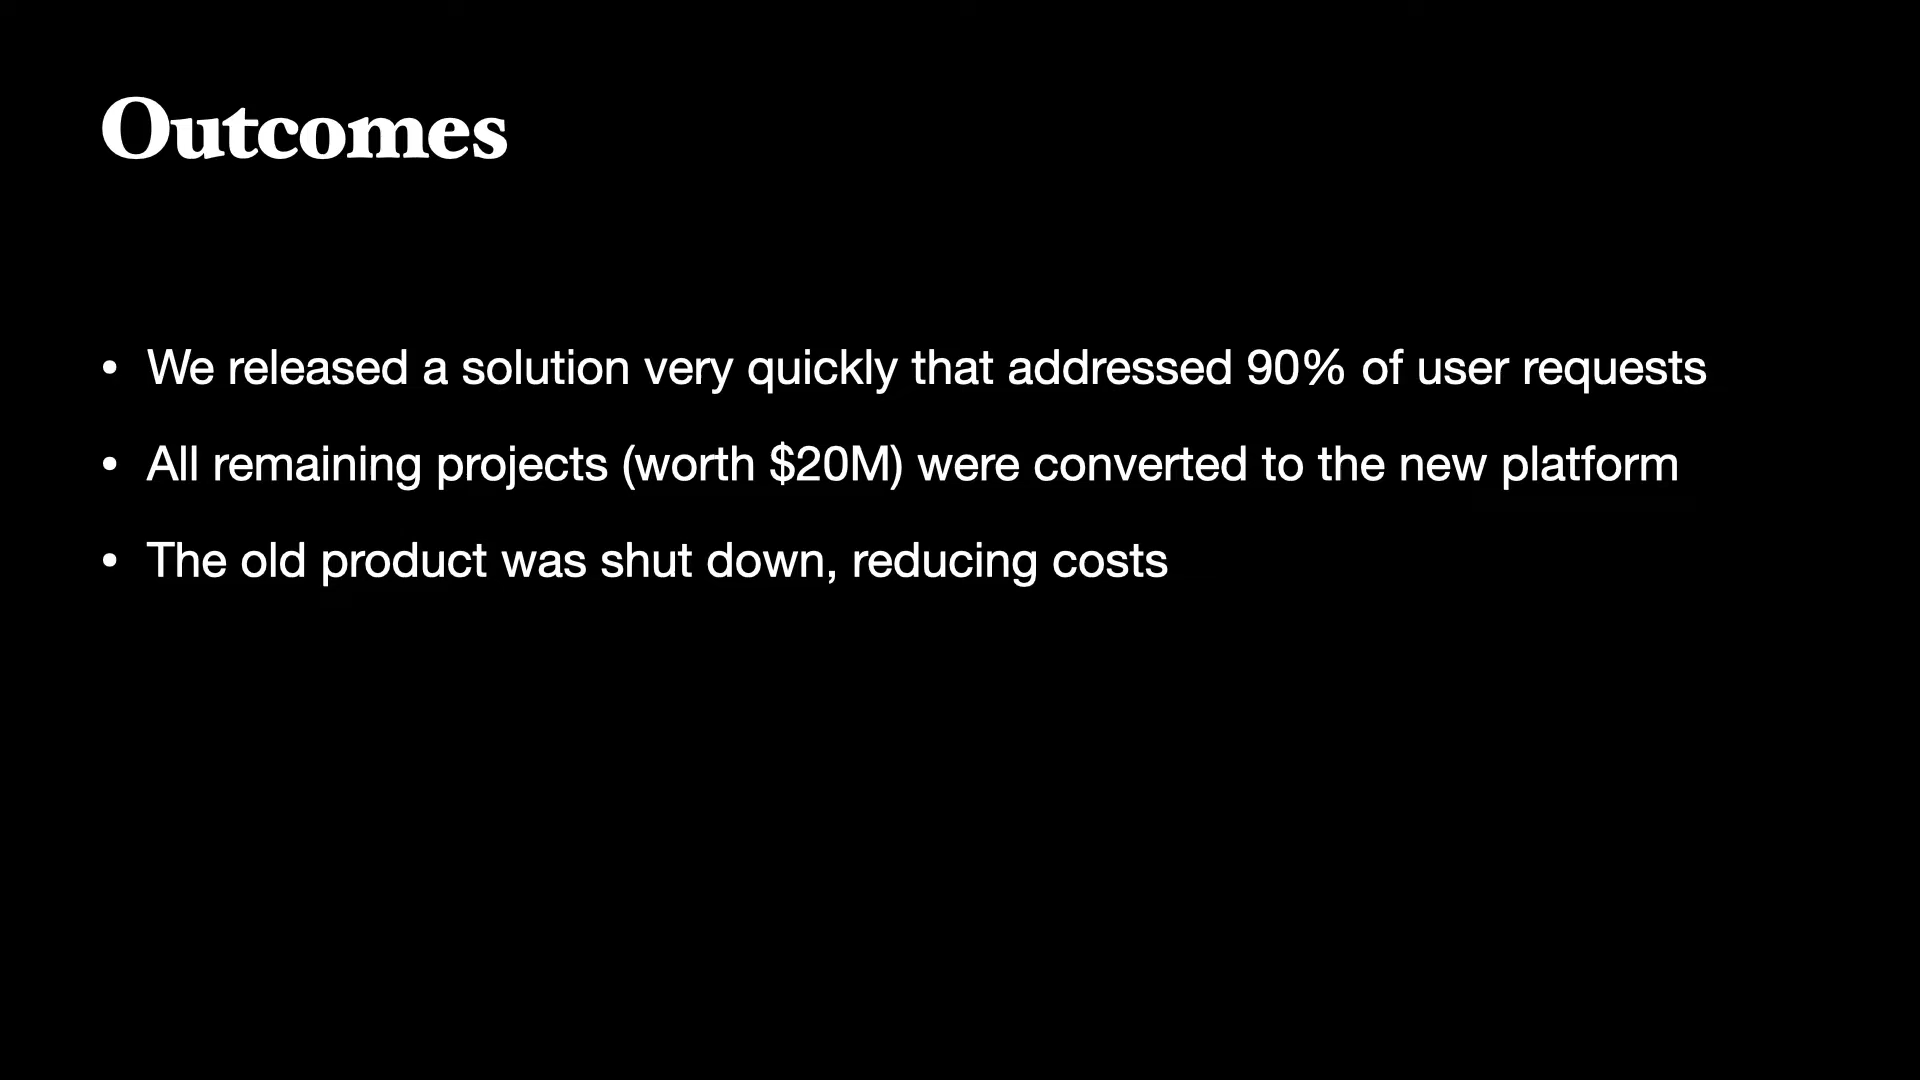 Outcomes
• We released a solution very quickly that addressed 90% of user requests
• All remaining projects (worth $20M) were converted to the new platform
• The old product was shut down, reducing costs